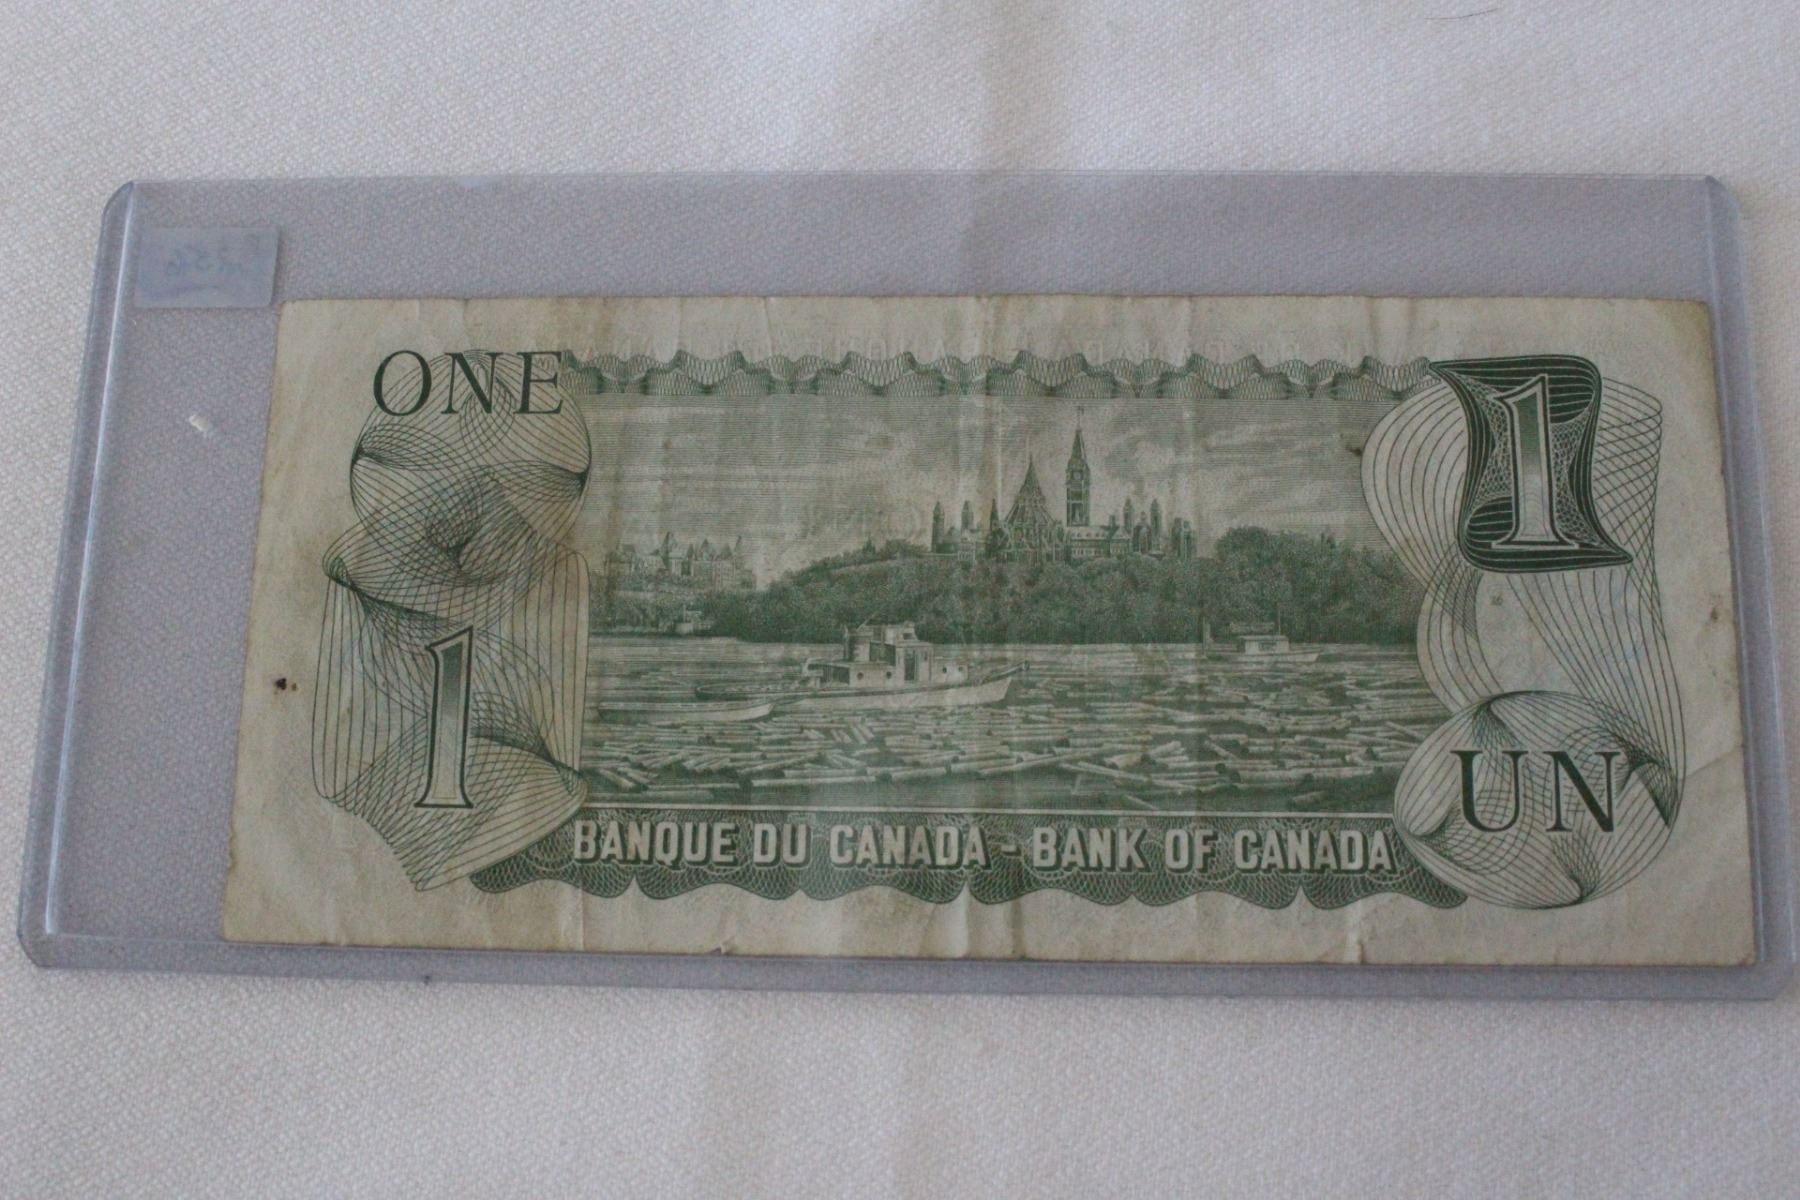 ONE
1
1
BANQUE DU CANADA - BANK OF CANADA
UN